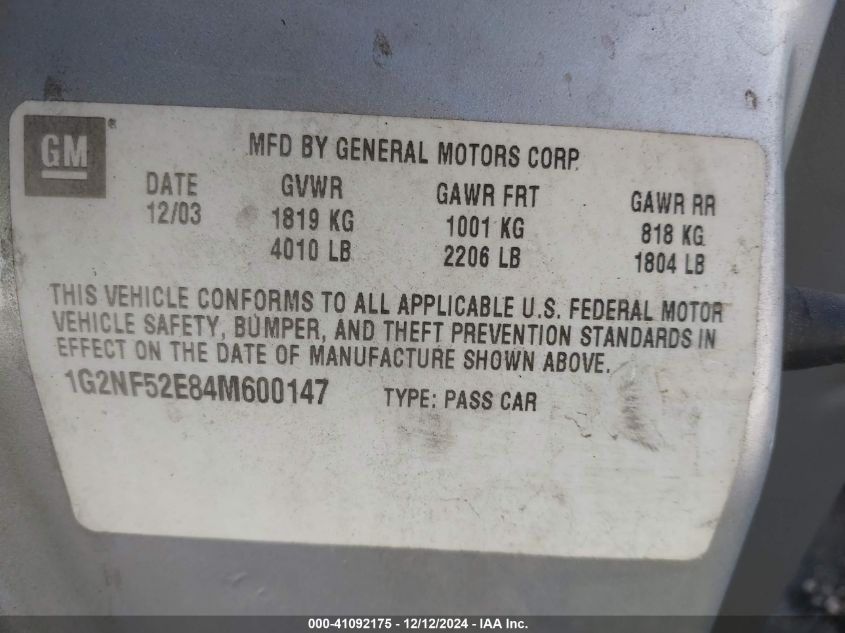 GM®
MFD BY GENERAL MOTORS CORP.
DATE GVWR GAWR FRT GAWR RR
12/03 1819 KG 1001 KG 818 KG
4010 LB 2206 LB 1804 LB
THIS VEHICLE CONFORMS TO ALL APPLICABLE U.S. FEDERAL MOTOR
VEHICLE SAFETY, BUMPER, AND THEFT PREVENTION STANDARDS IN
EFFECT ON THE DATE OF MANUFACTURE SHOWN ABOVE.
1G2NF52E84M600147 TYPE: PASS CAR
000-41092175 - 12/12/2024 - IAA Inc.